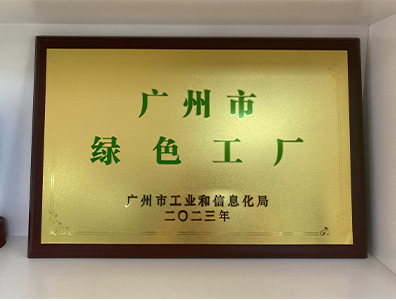 广州市
绿色工厂
广州市工业和信息化局
二〇二三年